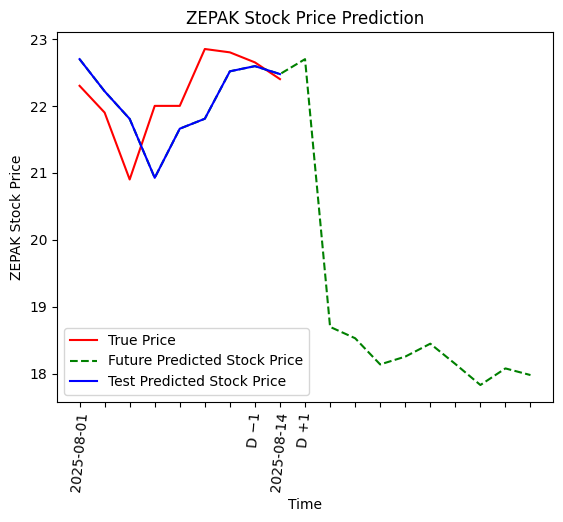 ZEPAK Stock Price Prediction
ZEPAK Stock Price
23
22
21
20
19
18
True Price
Future Predicted Stock Price
Test Predicted Stock Price
2025-08-01
D −1
2025-08-14
D +1
Time